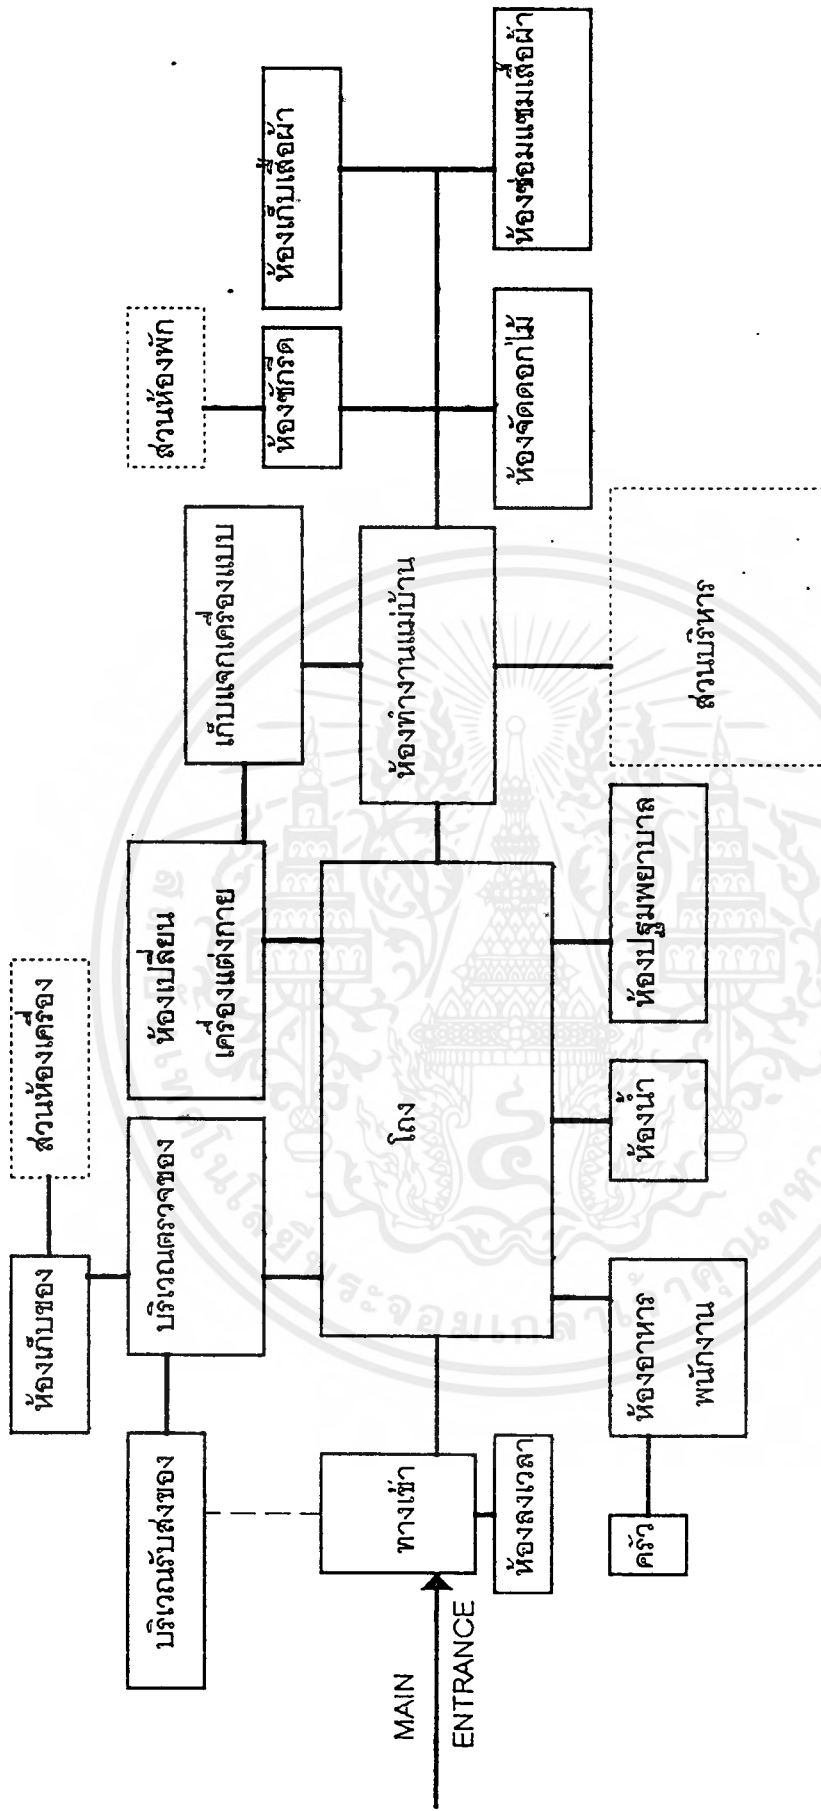 ห้องเก็บของ
ส่วนห้องเครื่อง
บริเวณรับส่งของ
บริเวณตรวจของ
ห้องเปลี่ยน
เครื่องแต่งกาย
เก็บแจกเครื่องแบบ
ส่วนห้องพัก
ห้องซักรีด
ห้องเก็บเสื้อผ้า
MAIN
ENTRANCE
ทางเข้า
โถง
ห้องทำงานแม่บ้าน
ห้องลงเวลา
ห้องจัดดอกไม้
ห้องซ่อมแซมเสื้อผ้า
ครัว
ห้องอาหาร
พนักงาน
ห้องน้ำ
ห้องปฐมพยาบาล
ส่วนบริหาร